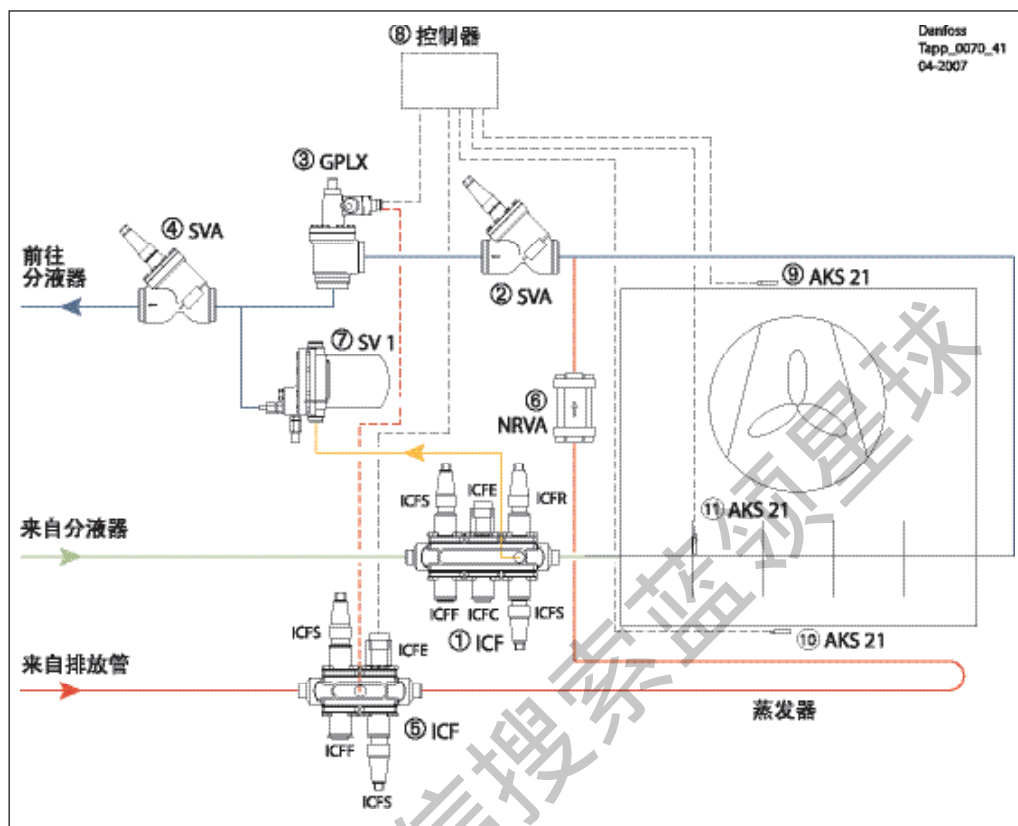 ⑧ 控制器
Danfoss
Tapp_0070_41
04-2007
③ GPLX
④ SVA
前往
分液器
② SVA
⑨ AKS 21
⑦ SV 1
⑥
NRVA
ICFS
ICFE
ICFR
⑪ AKS 21
来自分液器
ICFF
ICFC
ICFS
① ICF
ICFS
ICFE
⑩ AKS 21
来自排放管
蒸发器
⑤ ICF
ICFF
ICFS
信搜索蓝领星球